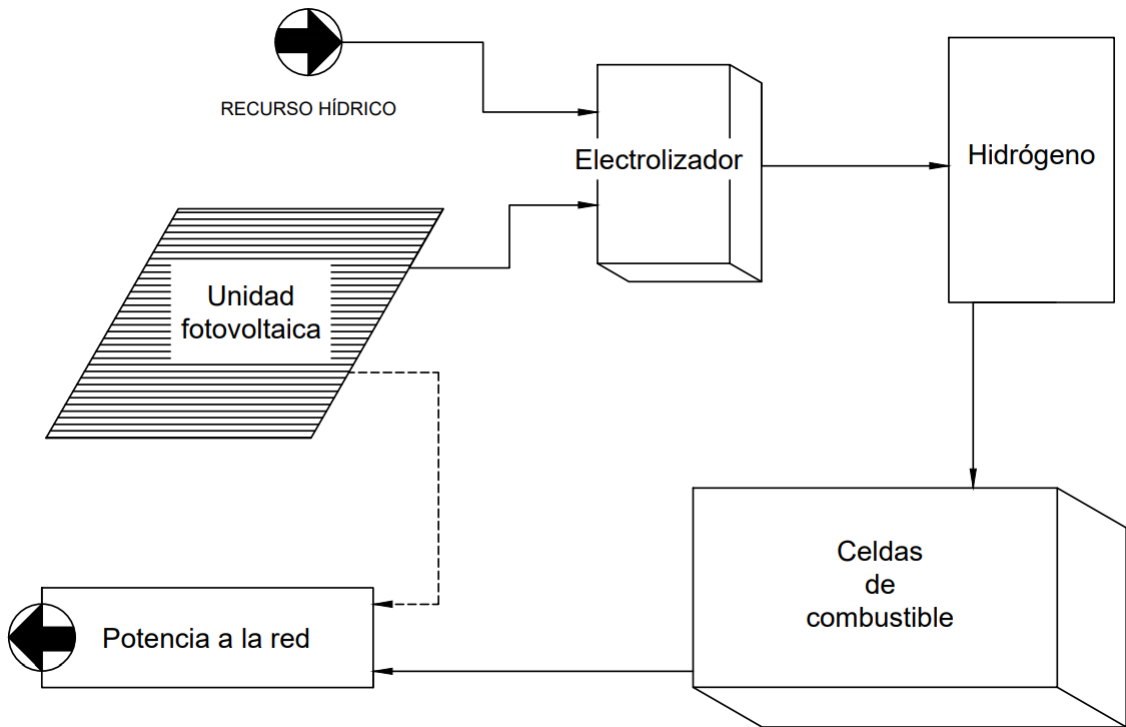 RECURSO HÍDRICO
Electrolizador
Hidrógeno
Unidad
fotovoltaica
Celdas
de
combustible
Potencia a la red